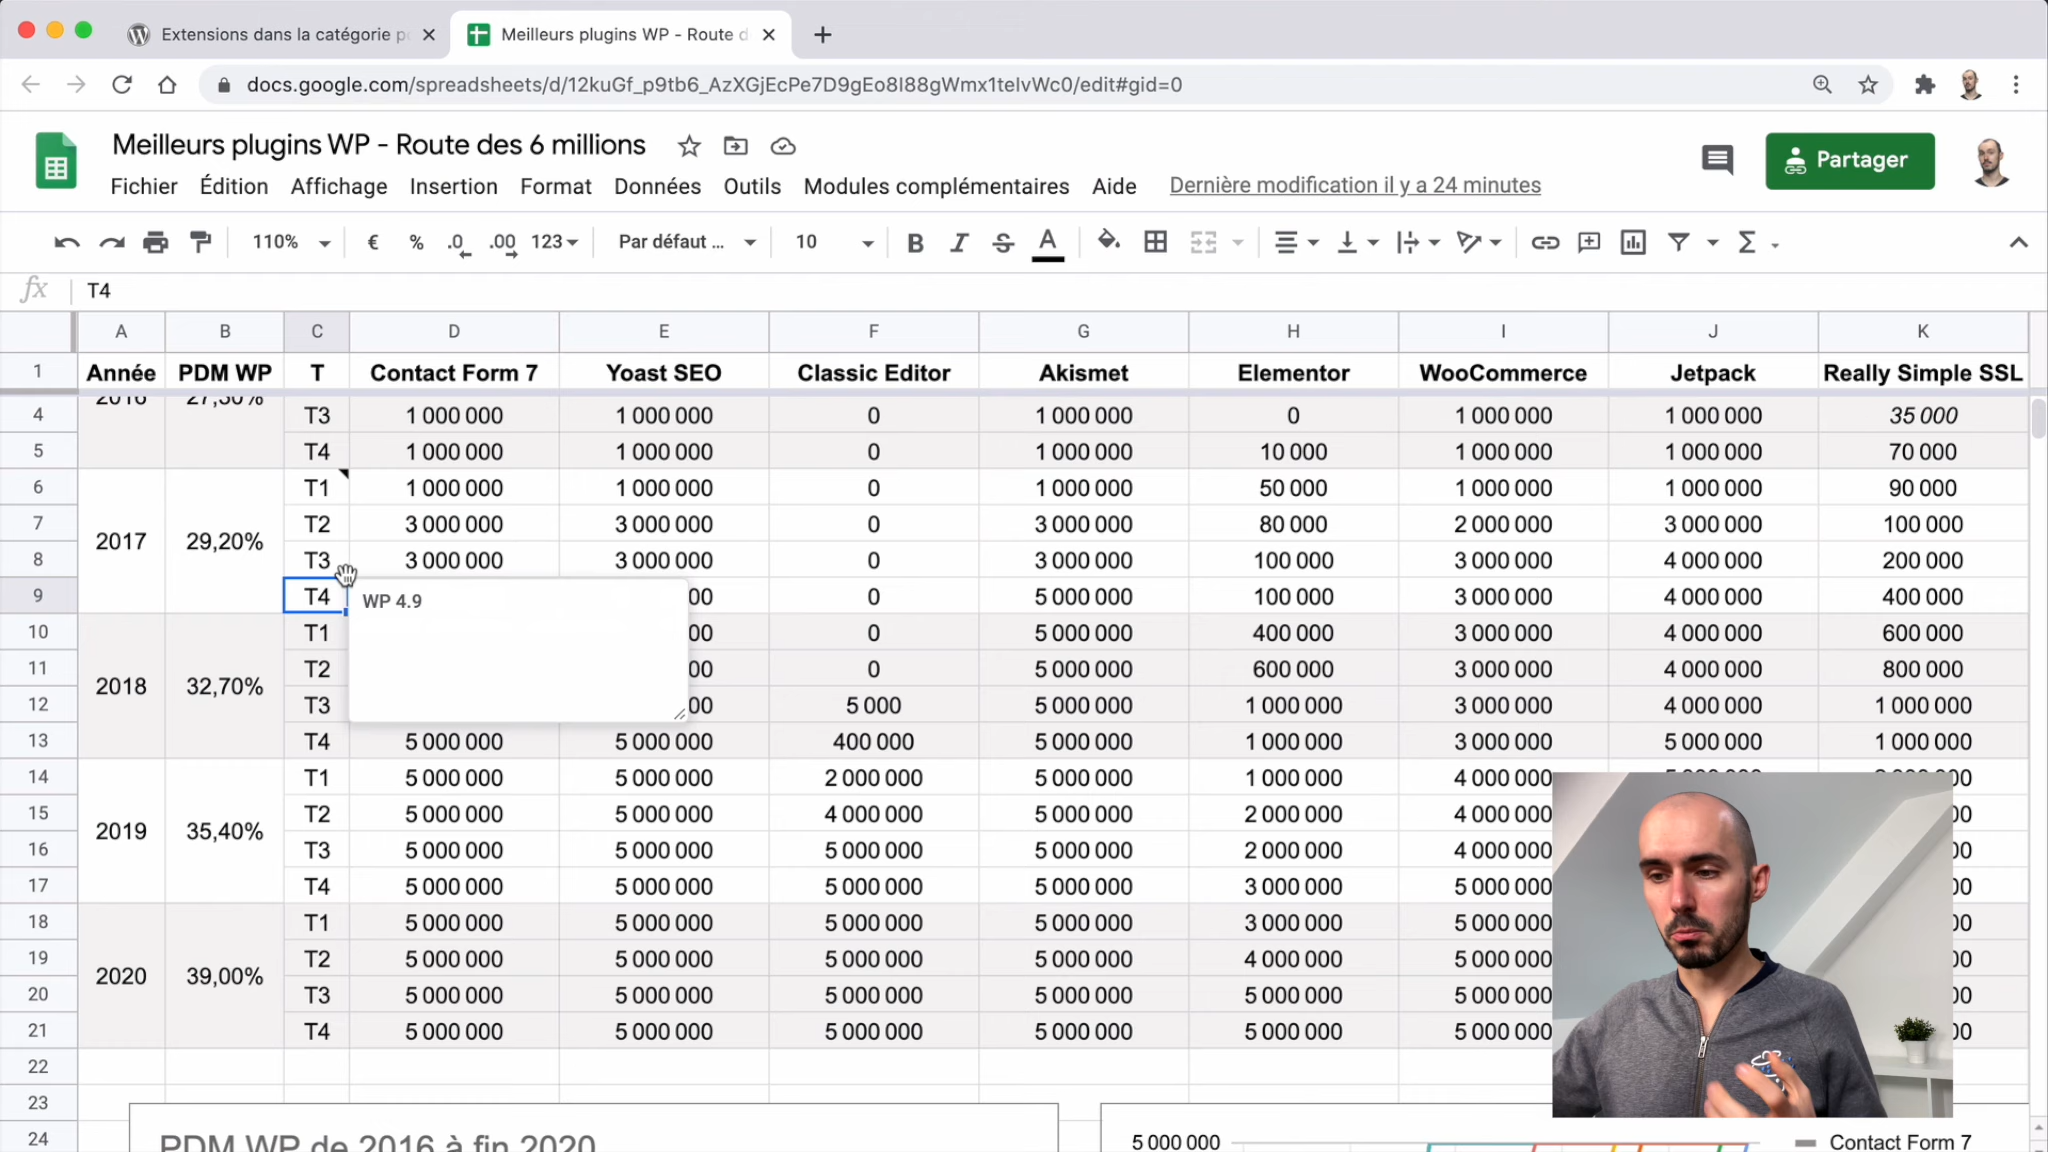 Extensions dans la catégorie p
Meilleurs plugins WP - Route d
docs.google.com/spreadsheets/d/12kuGf_p9tb6_AzXGjEcPe7D9gEo8I88gWmx1teIvWc0/edit#gid=0
Meilleurs plugins WP - Route des 6 millions
Partager
Fichier Édition Affichage Insertion Format Données Outils Modules complémentaires Aide Dernière modification il y a 24 minutes
110% € % .0 .00 123 Par défaut ... 10 B I S A Σ
fx T4
A B C D E F G H I J K
1 Année PDM WP T Contact Form 7 Yoast SEO Classic Editor Akismet Elementor WooCommerce Jetpack Really Simple SSL
2016 27,30%
4 T3 1 000 000 1 000 000 0 1 000 000 0 1 000 000 1 000 000 35 000
5 T4 1 000 000 1 000 000 0 1 000 000 10 000 1 000 000 1 000 000 70 000
6 T1 1 000 000 1 000 000 0 1 000 000 50 000 1 000 000 1 000 000 90 000
7 T2 3 000 000 3 000 000 0 3 000 000 80 000 2 000 000 3 000 000 100 000
2017 29,20%
8 T3 3 000 000 3 000 000 0 3 000 000 100 000 3 000 000 4 000 000 200 000
9 T4 WP 4.9 00 0 5 000 000 100 000 3 000 000 4 000 000 400 000
10 T1 00 0 5 000 000 400 000 3 000 000 4 000 000 600 000
11 T2 00 0 5 000 000 600 000 3 000 000 4 000 000 800 000
2018 32,70%
12 T3 00 5 000 5 000 000 1 000 000 3 000 000 4 000 000 1 000 000
13 T4 5 000 000 5 000 000 400 000 5 000 000 1 000 000 3 000 000 5 000 000 1 000 000
14 T1 5 000 000 5 000 000 2 000 000 5 000 000 1 000 000 4 000 000
15 T2 5 000 000 5 000 000 4 000 000 5 000 000 2 000 000 4 000 000 00
2019 35,40%
16 T3 5 000 000 5 000 000 5 000 000 5 000 000 2 000 000 4 000 000 00
17 T4 5 000 000 5 000 000 5 000 000 5 000 000 3 000 000 5 000 000 00
18 T1 5 000 000 5 000 000 5 000 000 5 000 000 3 000 000 5 000 000 00
19 T2 5 000 000 5 000 000 5 000 000 5 000 000 4 000 000 5 000 000 00
2020 39,00%
20 T3 5 000 000 5 000 000 5 000 000 5 000 000 5 000 000 5 000 000 00
21 T4 5 000 000 5 000 000 5 000 000 5 000 000 5 000 000 5 000 000 00
22
23
24 PDM WP de 2016 à fin 2020 5 000 000 Contact Form 7